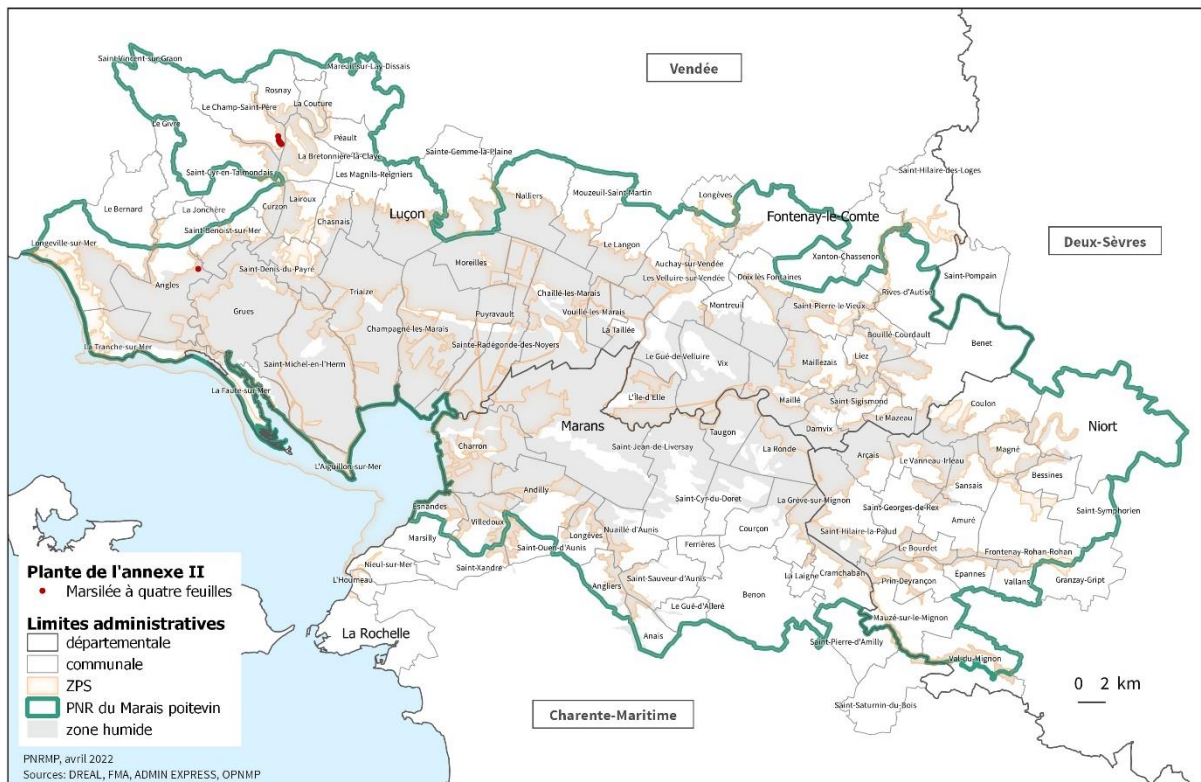 Vendée
Saint-Vincent-sur-Graon
Mareuil-sur-Lay-Dissais
Rosnay
La Couture
Le Champ-Saint-Père
Le Givre
Péault
La Bretonnière-la-Claye
Sainte-Gemme-la-Plaine
Saint-Hilaire-des-Loges
Saint-Cyr-en-Talmondais
Les Magnils-Reigniers
Nalliers
Mouzeuil-Saint-Martin
Longèves
Le Bernard
La Jonchère
Curzon
Lairoux
Luçon
Fontenay-le-Comte
Chasnais
Saint-Benoist-sur-Mer
Deux-Sèvres
Longeville-sur-Mer
Le Langon
Xanton-Chassenon
Auchay-sur-Vendée
Moreilles
Saint-Denis-du-Payré
Les Velluire-sur-Vendée
Doix lès Fontaines
Saint-Pompain
Angles
Triaize
Chaillé-les-Marais
Rives-d'Autise
Grues
Puyravault
Vouillé-les-Marais
Montreuil
Saint-Pierre-le-Vieux
Champagné-les-Marais
La Taillée
Bouillé-Courdault
La Tranche-sur-Mer
Sainte-Radégonde-des-Noyers
Benet
Saint-Michel-en-l'Herm
Le Gué-de-Velluire
Vix
Maillezais
Liez
La Faute-sur-Mer
L'Île-d'Elle
Maillé
Saint-Sigismond
Coulon
Le Mazeau
Marans
Taugon
Damvix
Niort
Charron
Saint-Jean-de-Liversay
La Ronde
Magné
Arçais
Le Vanneau-Irleau
L'Aiguillon-sur-Mer
Bessines
Sansais
Andilly
Saint-Cyr-du-Doret
La Grève-sur-Mignon
Esnandes
Saint-Georges-de-Rex
Saint-Symphorien
Villedoux
Nuaillé-d'Aunis
Courçon
Amuré
Marsilly
Longèves
Saint-Hilaire-la-Palud
Saint-Ouen-d'Aunis
Ferrières
Le Bourdet
Frontenay-Rohan-Rohan
Nieul-sur-Mer
Saint-Xandre
Saint-Sauveur-d'Aunis
La Laigne
Cramchaban
Epannes
Vallans
Granzay-Gript
L'Houmeau
Angliers
Benon
Prin-Deyrançon
Le Gué-d'Alleré
La Rochelle
Anais
Mauzé-sur-le-Mignon
Saint-Pierre-d'Amilly
Val-du-Mignon
Charente-Maritime
Saint-Saturnin-du-Bois
0 2 km
Plante de l'annexe II
Marsilée à quatre feuilles
Limites administratives
départementale
communale
ZPS
PNR du Marais poitevin
zone humide
PNRMP, avril 2022
Sources: DREAL, FMA, ADMIN EXPRESS, OPNMP